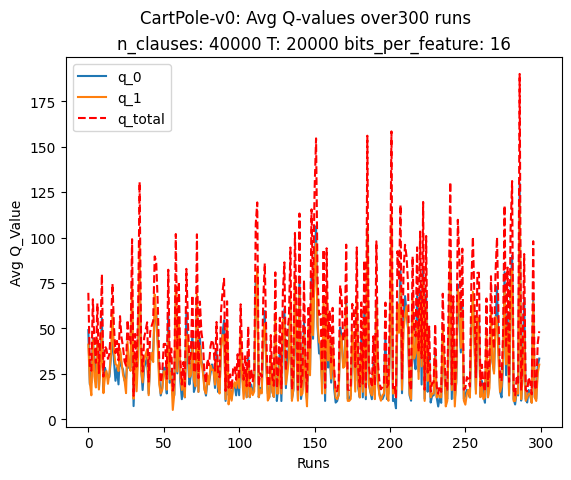 CartPole-v0: Avg Q-values over300 runs
n_clauses: 40000 T: 20000 bits_per_feature: 16
q_0
q_1
q_total
Avg Q_Value
175
150
125
100
75
50
25
0
0 50 100 150 200 250 300
Runs